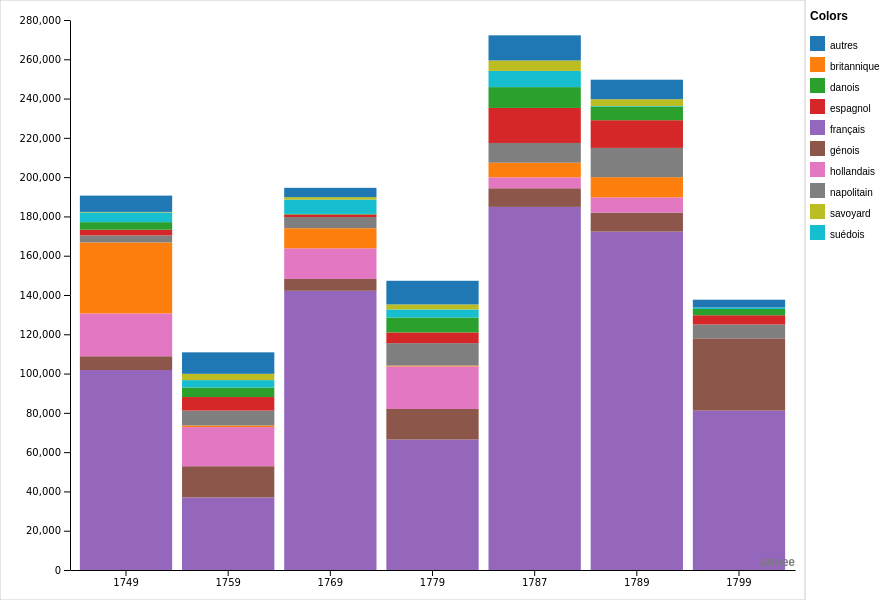 280,000
260,000
240,000
220,000
200,000
180,000
160,000
140,000
120,000
100,000
80,000
60,000
40,000
20,000
0
1749 1759 1769 1779 1787 1789 1799
Colors
autres
britannique
danois
espagnol
français
génois
hollandais
napolitain
savoyard
suédois